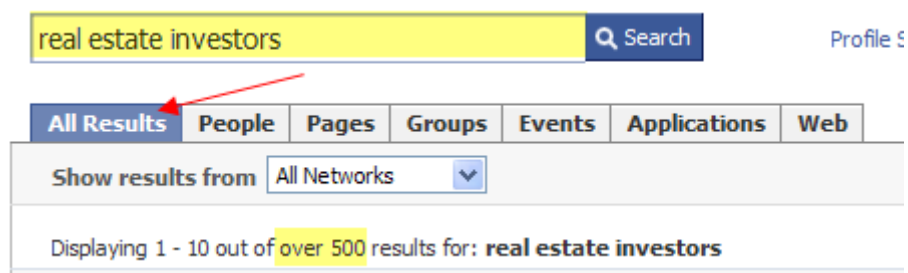 real estate investors Search Profile S
All Results People Pages Groups Events Applications Web
Show results from All Networks
Displaying 1 - 10 out of over 500 results for: real estate investors